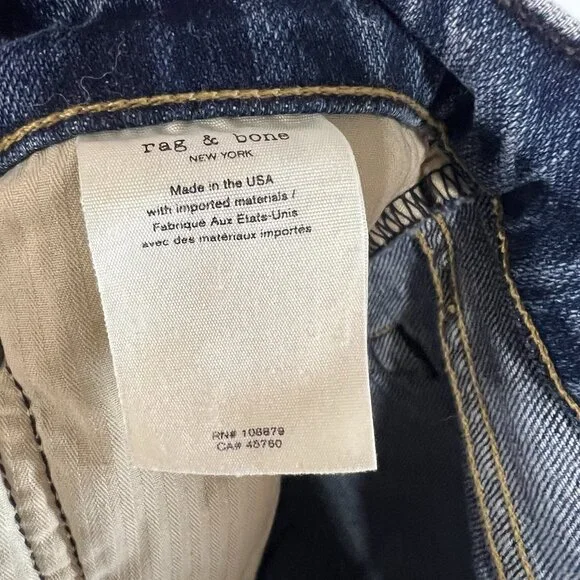 rag & bone
NEW YORK
Made in the USA
with imported materials /
Fabriqué Aux Etats-Unis
avec des matériaux importés
RN# 108879
CA# 45760